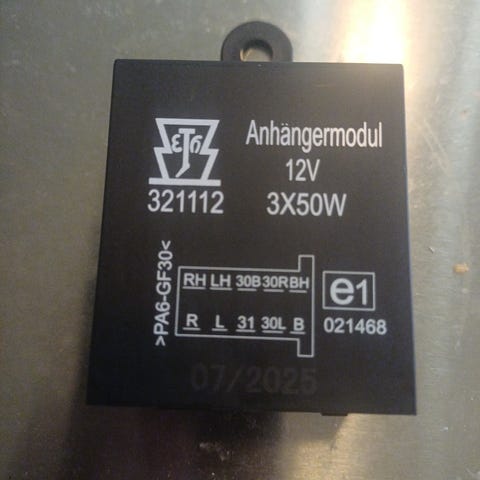 Anhängermodul
12V
321112
3X50W
>PA6-GF30<
RH LH 30B 30R BH
R L 31 30L B
e1
021468
07/2025